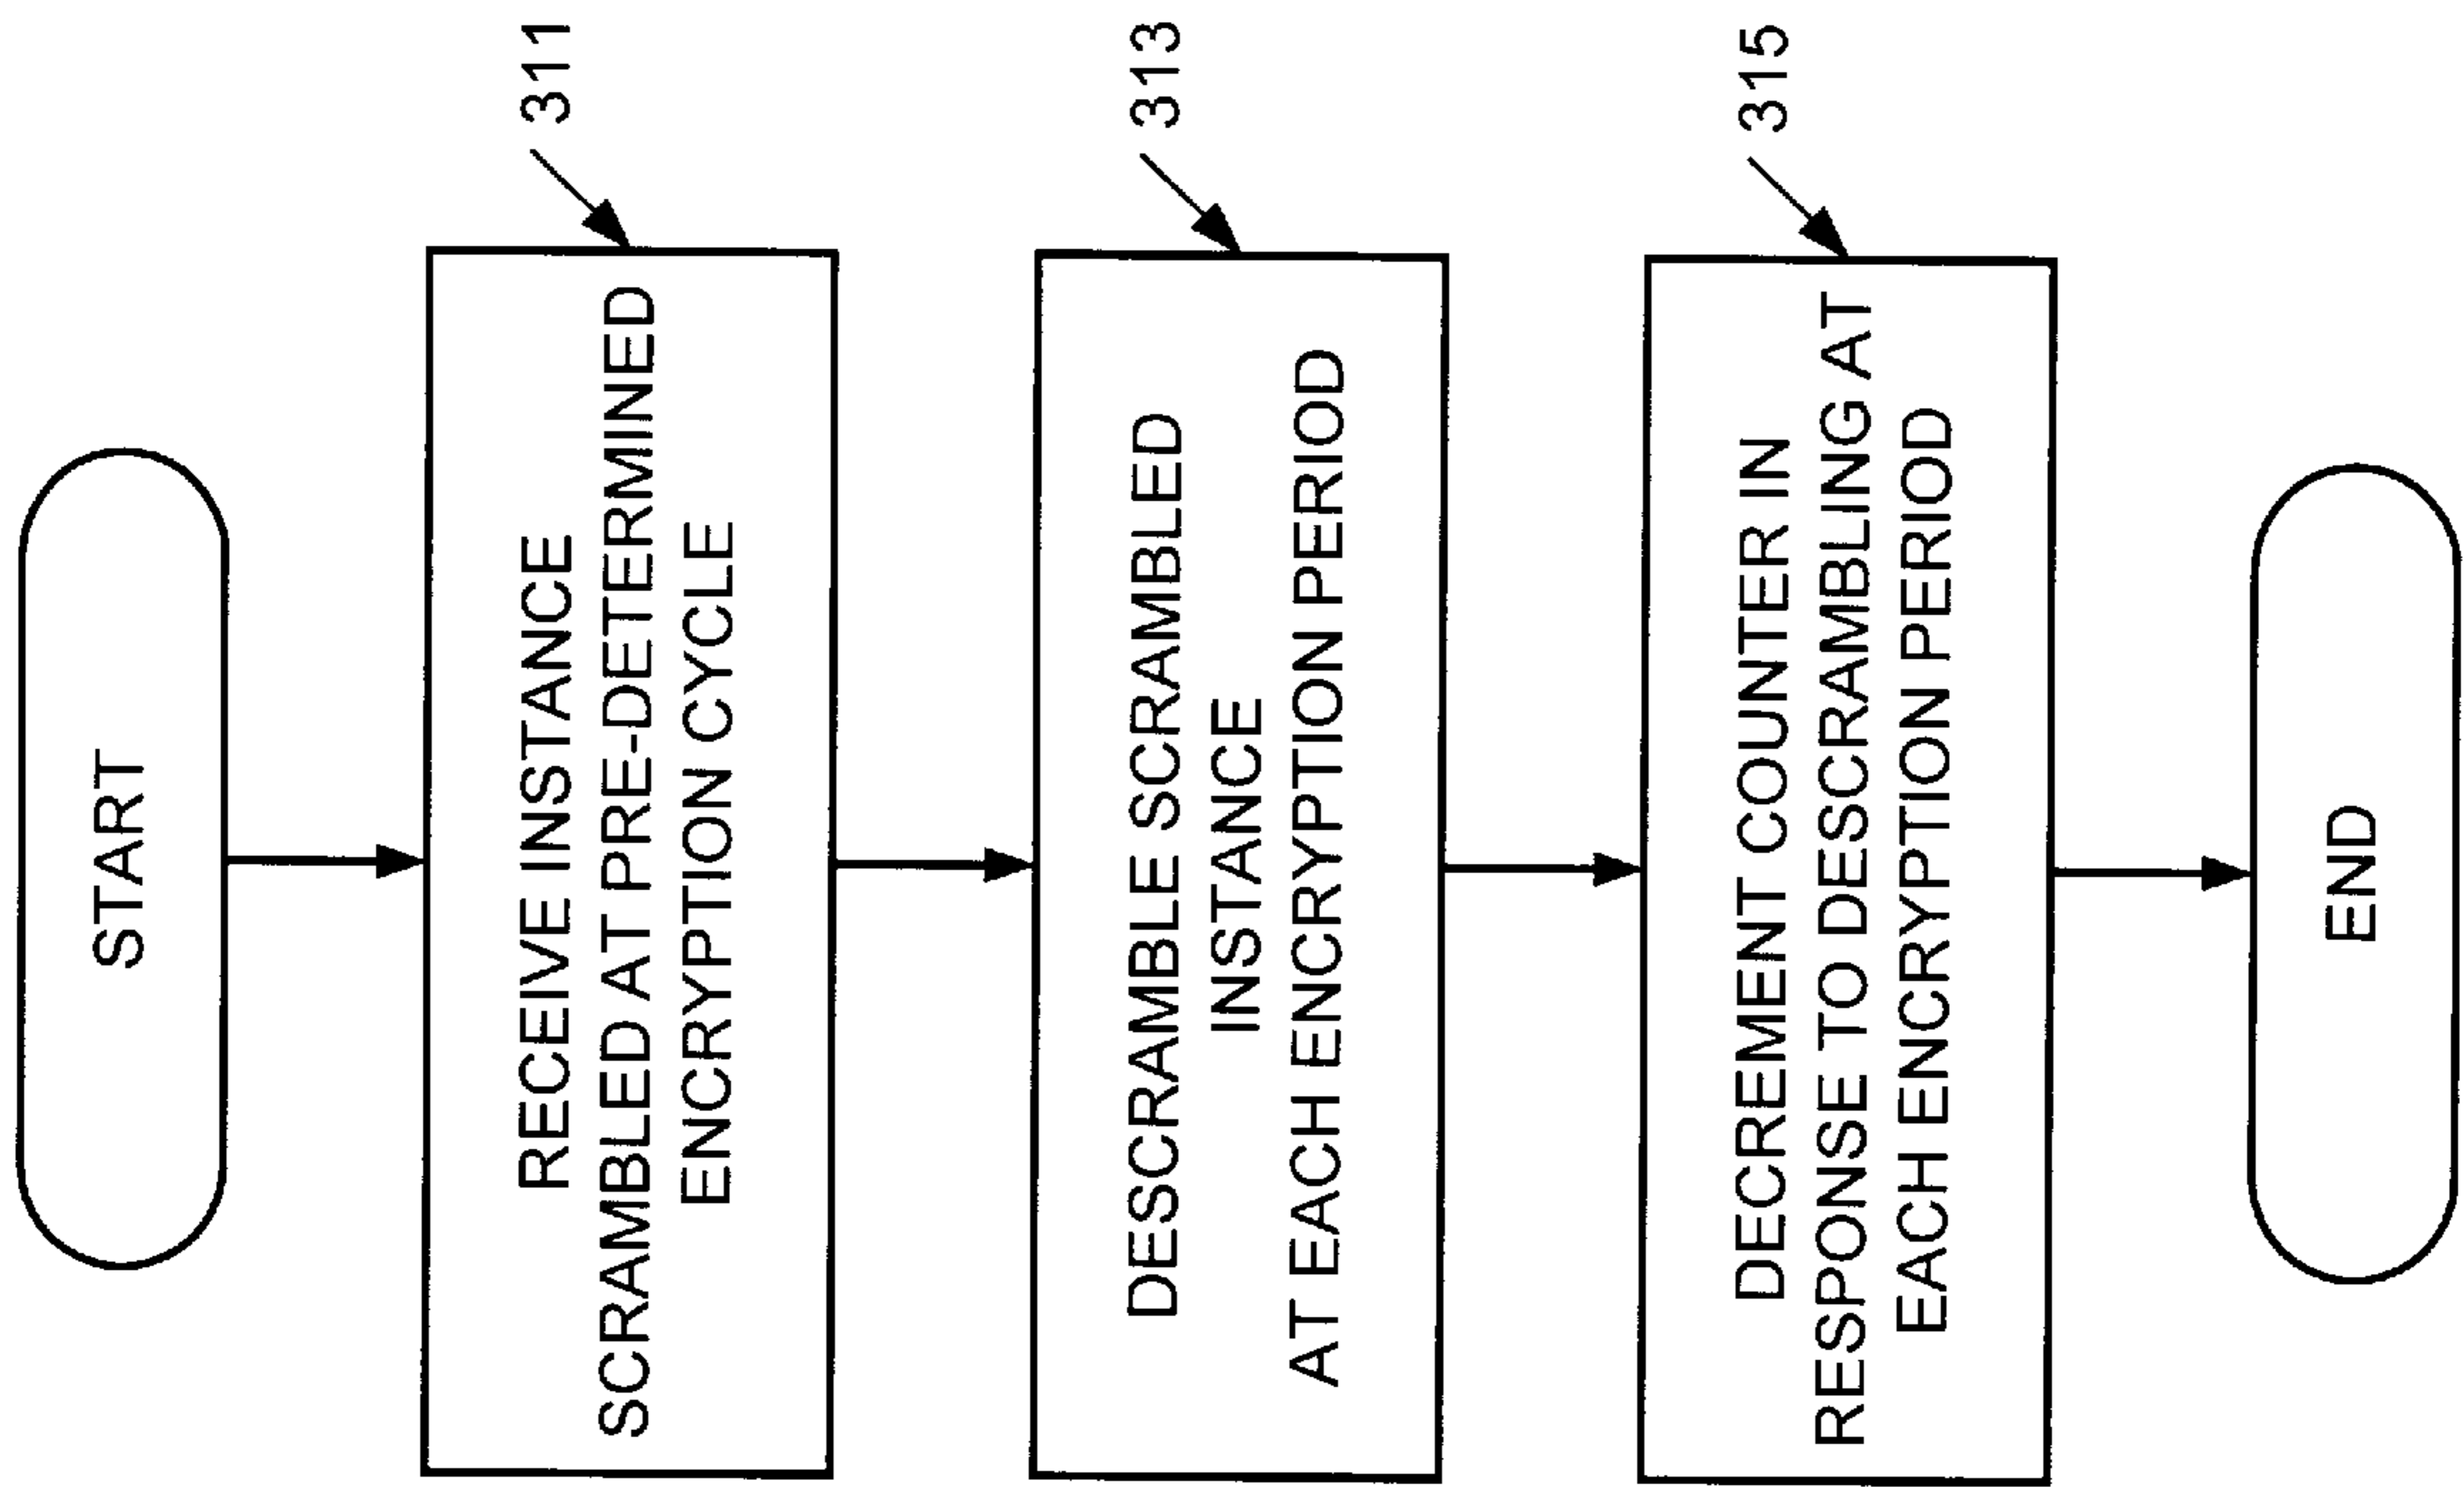 START
RECEIVE INSTANCE
SCRAMBLED AT PRE-DETERMINED
ENCRYPTION CYCLE
311
DESCRAMBLE SCRAMBLED
INSTANCE
AT EACH ENCRYPTION PERIOD
313
DECREMENT COUNTER IN
RESPONSE TO DESCRAMBLING AT
EACH ENCRYPTION PERIOD
315
END